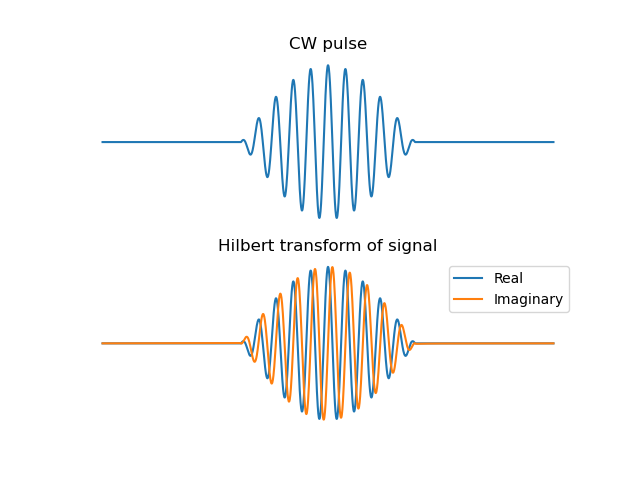 CW pulse
Hilbert transform of signal
Real
Imaginary